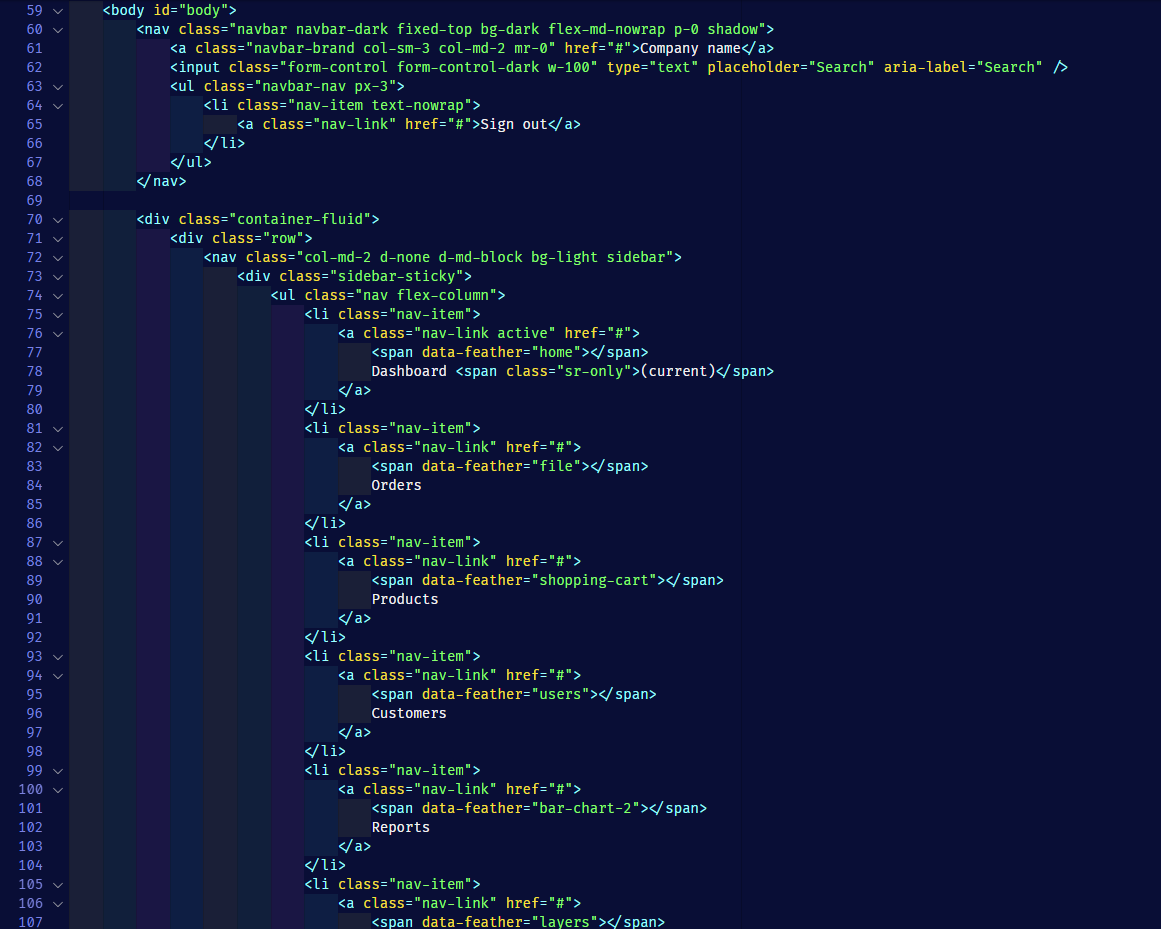 59 <body id="body">
60 <nav class="navbar navbar-dark fixed-top bg-dark flex-md-nowrap p-0 shadow">
61 <a class="navbar-brand col-sm-3 col-md-2 mr-0" href="#">Company name</a>
62 <input class="form-control form-control-dark w-100" type="text" placeholder="Search" aria-label="Search" />
63 <ul class="navbar-nav px-3">
64 <li class="nav-item text-nowrap">
65 <a class="nav-link" href="#">Sign out</a>
66 </li>
67 </ul>
68 </nav>
69
70 <div class="container-fluid">
71 <div class="row">
72 <nav class="col-md-2 d-none d-md-block bg-light sidebar">
73 <div class="sidebar-sticky">
74 <ul class="nav flex-column">
75 <li class="nav-item">
76 <a class="nav-link active" href="#">
77 <span data-feather="home"></span>
78 Dashboard <span class="sr-only">(current)</span>
79 </a>
80 </li>
81 <li class="nav-item">
82 <a class="nav-link" href="#">
83 <span data-feather="file"></span>
84 Orders
85 </a>
86 </li>
87 <li class="nav-item">
88 <a class="nav-link" href="#">
89 <span data-feather="shopping-cart"></span>
90 Products
91 </a>
92 </li>
93 <li class="nav-item">
94 <a class="nav-link" href="#">
95 <span data-feather="users"></span>
96 Customers
97 </a>
98 </li>
99 <li class="nav-item">
100 <a class="nav-link" href="#">
101 <span data-feather="bar-chart-2"></span>
102 Reports
103 </a>
104 </li>
105 <li class="nav-item">
106 <a class="nav-link" href="#">
107 <span data-feather="layers"></span>